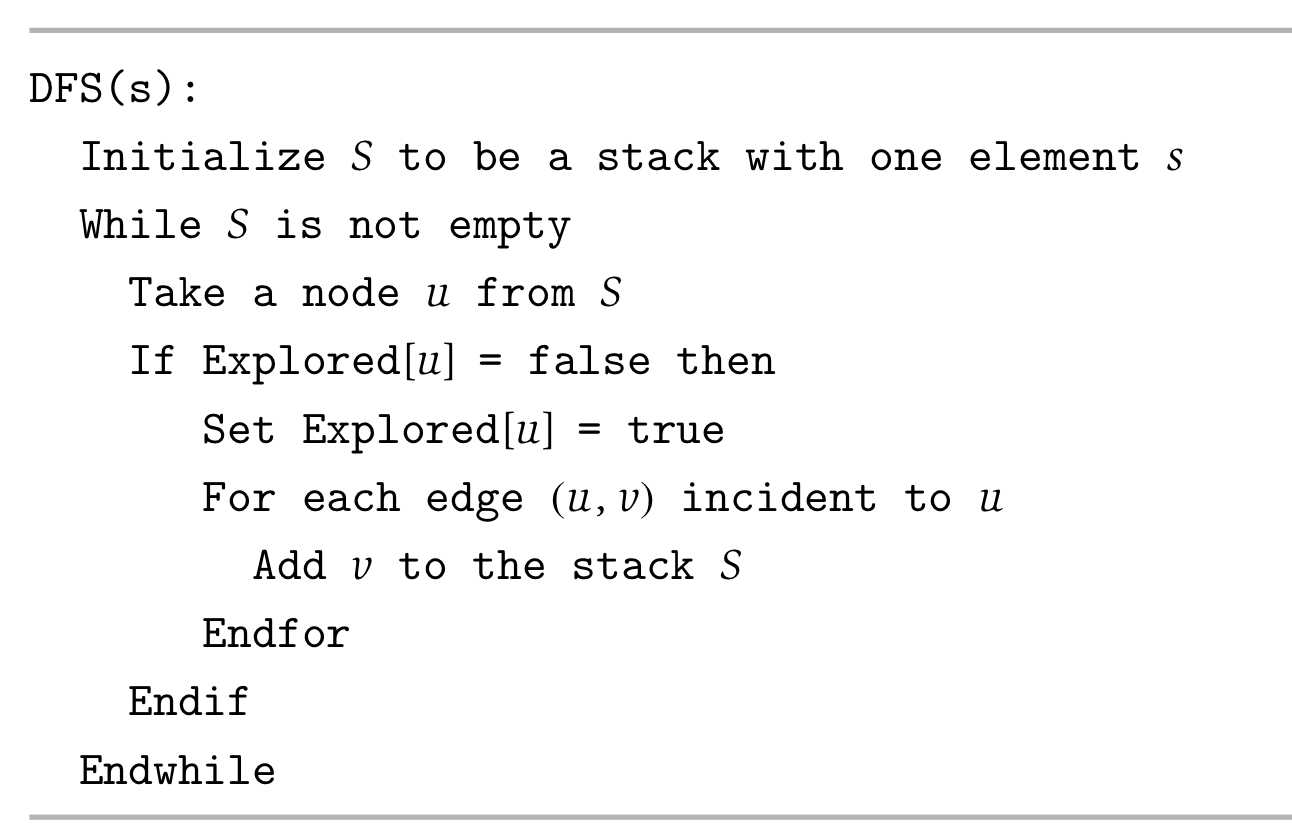 DFS(s):
Initialize S to be a stack with one element s
While S is not empty
Take a node u from S
If Explored[u] = false then
Set Explored[u] = true
For each edge (u, v) incident to u
Add v to the stack S
Endfor
Endif
Endwhile